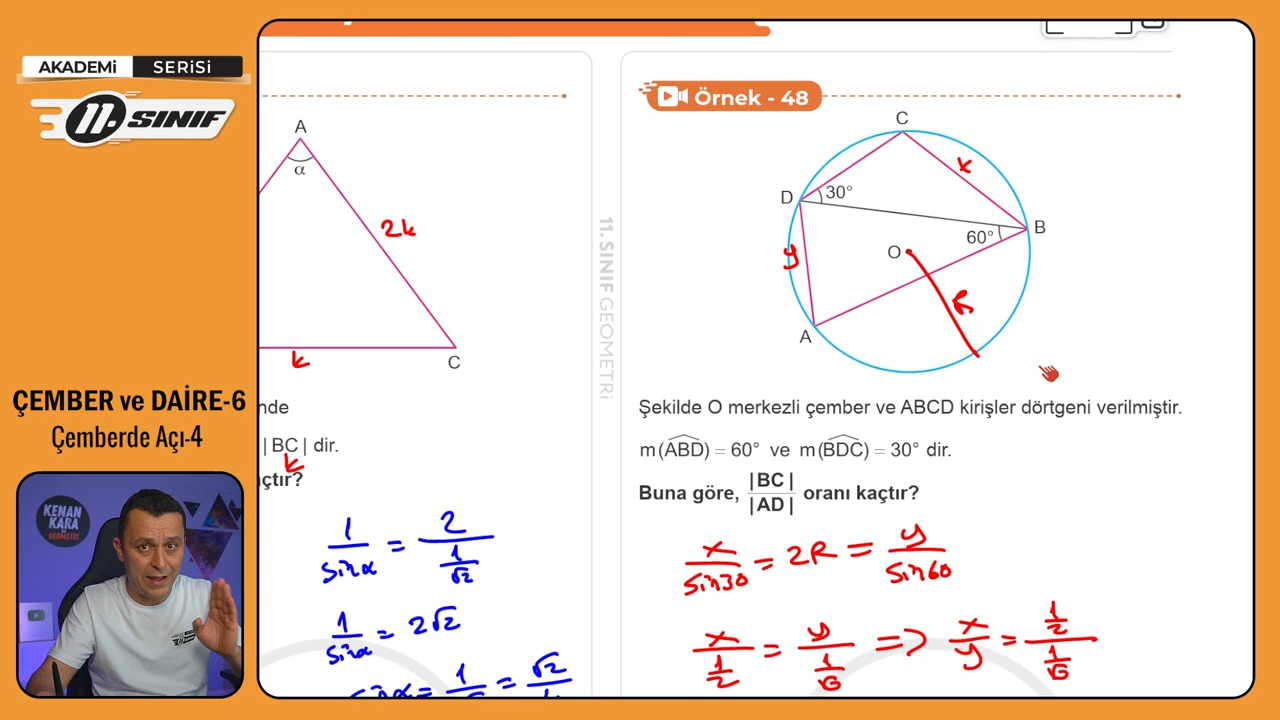 AKADEMİ SERİSİ
11. SINIF
ÇEMBER ve DAİRE-6
Çemberde Açı-4
KENAN
KARA
GEOMETRİ
A
α
2k
k
C
nde
|BC| dir.
k
çtır?
1/sinα = 2/(1/√2)
1/sinα = 2√2
11. SINIF GEOMETRİ
Örnek - 48
C
x
D 30°
B
60°
y
O
R
A
Şekilde O merkezli çember ve ABCD kirişler dörtgeni verilmiştir.
m(ABD) = 60° ve m(BDC) = 30° dir.
Buna göre, |BC|/|AD| oranı kaçtır?
x/sin30 = 2R = y/sin60
x/(1/2) = y/(1/√3) => x/y = (1/2)/(1/√3)